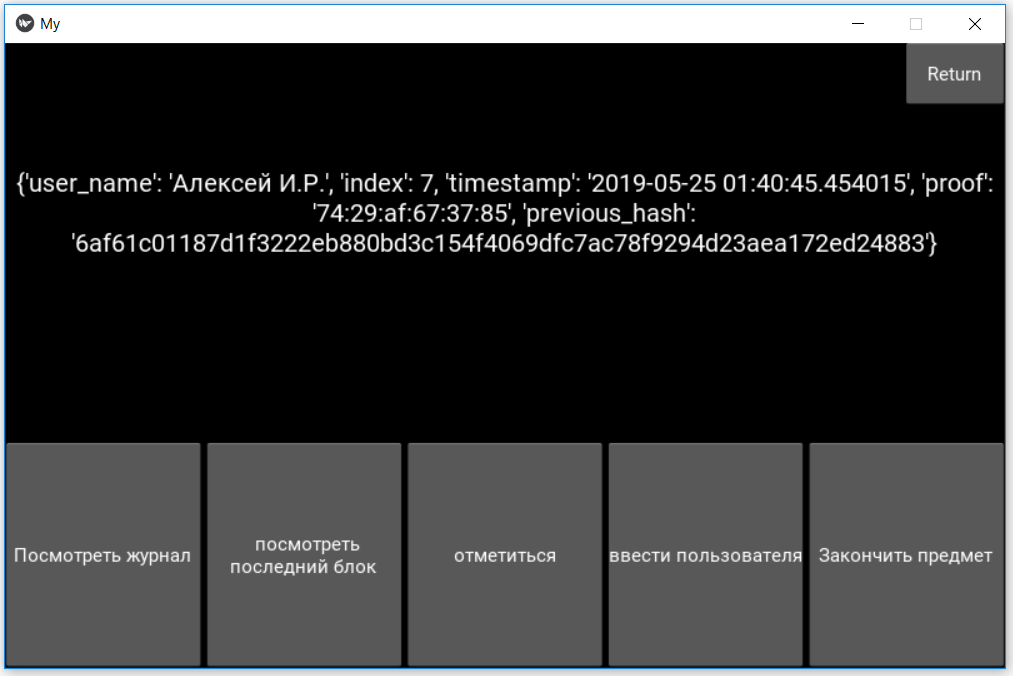 My
Return
{'user_name': 'Алексей И.Р.', 'index': 7, 'timestamp': '2019-05-25 01:40:45.454015', 'proof':
'74:29:af:67:37:85', 'previous_hash':
'6af61c01187d1f3222eb880bd3c154f4069dfc7ac78f9294d23aea172ed24883'}
Посмотреть журнал
посмотреть
последний блок
отметиться
ввести пользователя
Закончить предмет